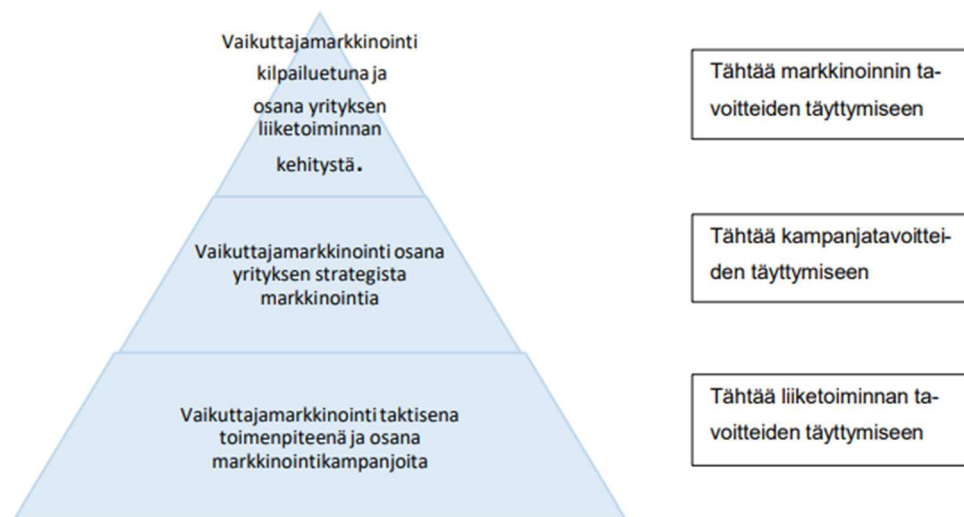 Vaikuttajamarkkinointi
kilpailuetuna ja
osana yrityksen
liiketoiminnan
kehitystä.
Tähtää markkinoinnin ta-
voitteiden täyttymiseen
Vaikuttajamarkkinointi osana
yrityksen strategista
markkinointia
Tähtää kampanjatavoittei-
den täyttymiseen
Vaikuttajamarkkinointi taktisena
toimenpiteenä ja osana
markkinointikampanjoita
Tähtää liiketoiminnan ta-
voitteiden täyttymiseen